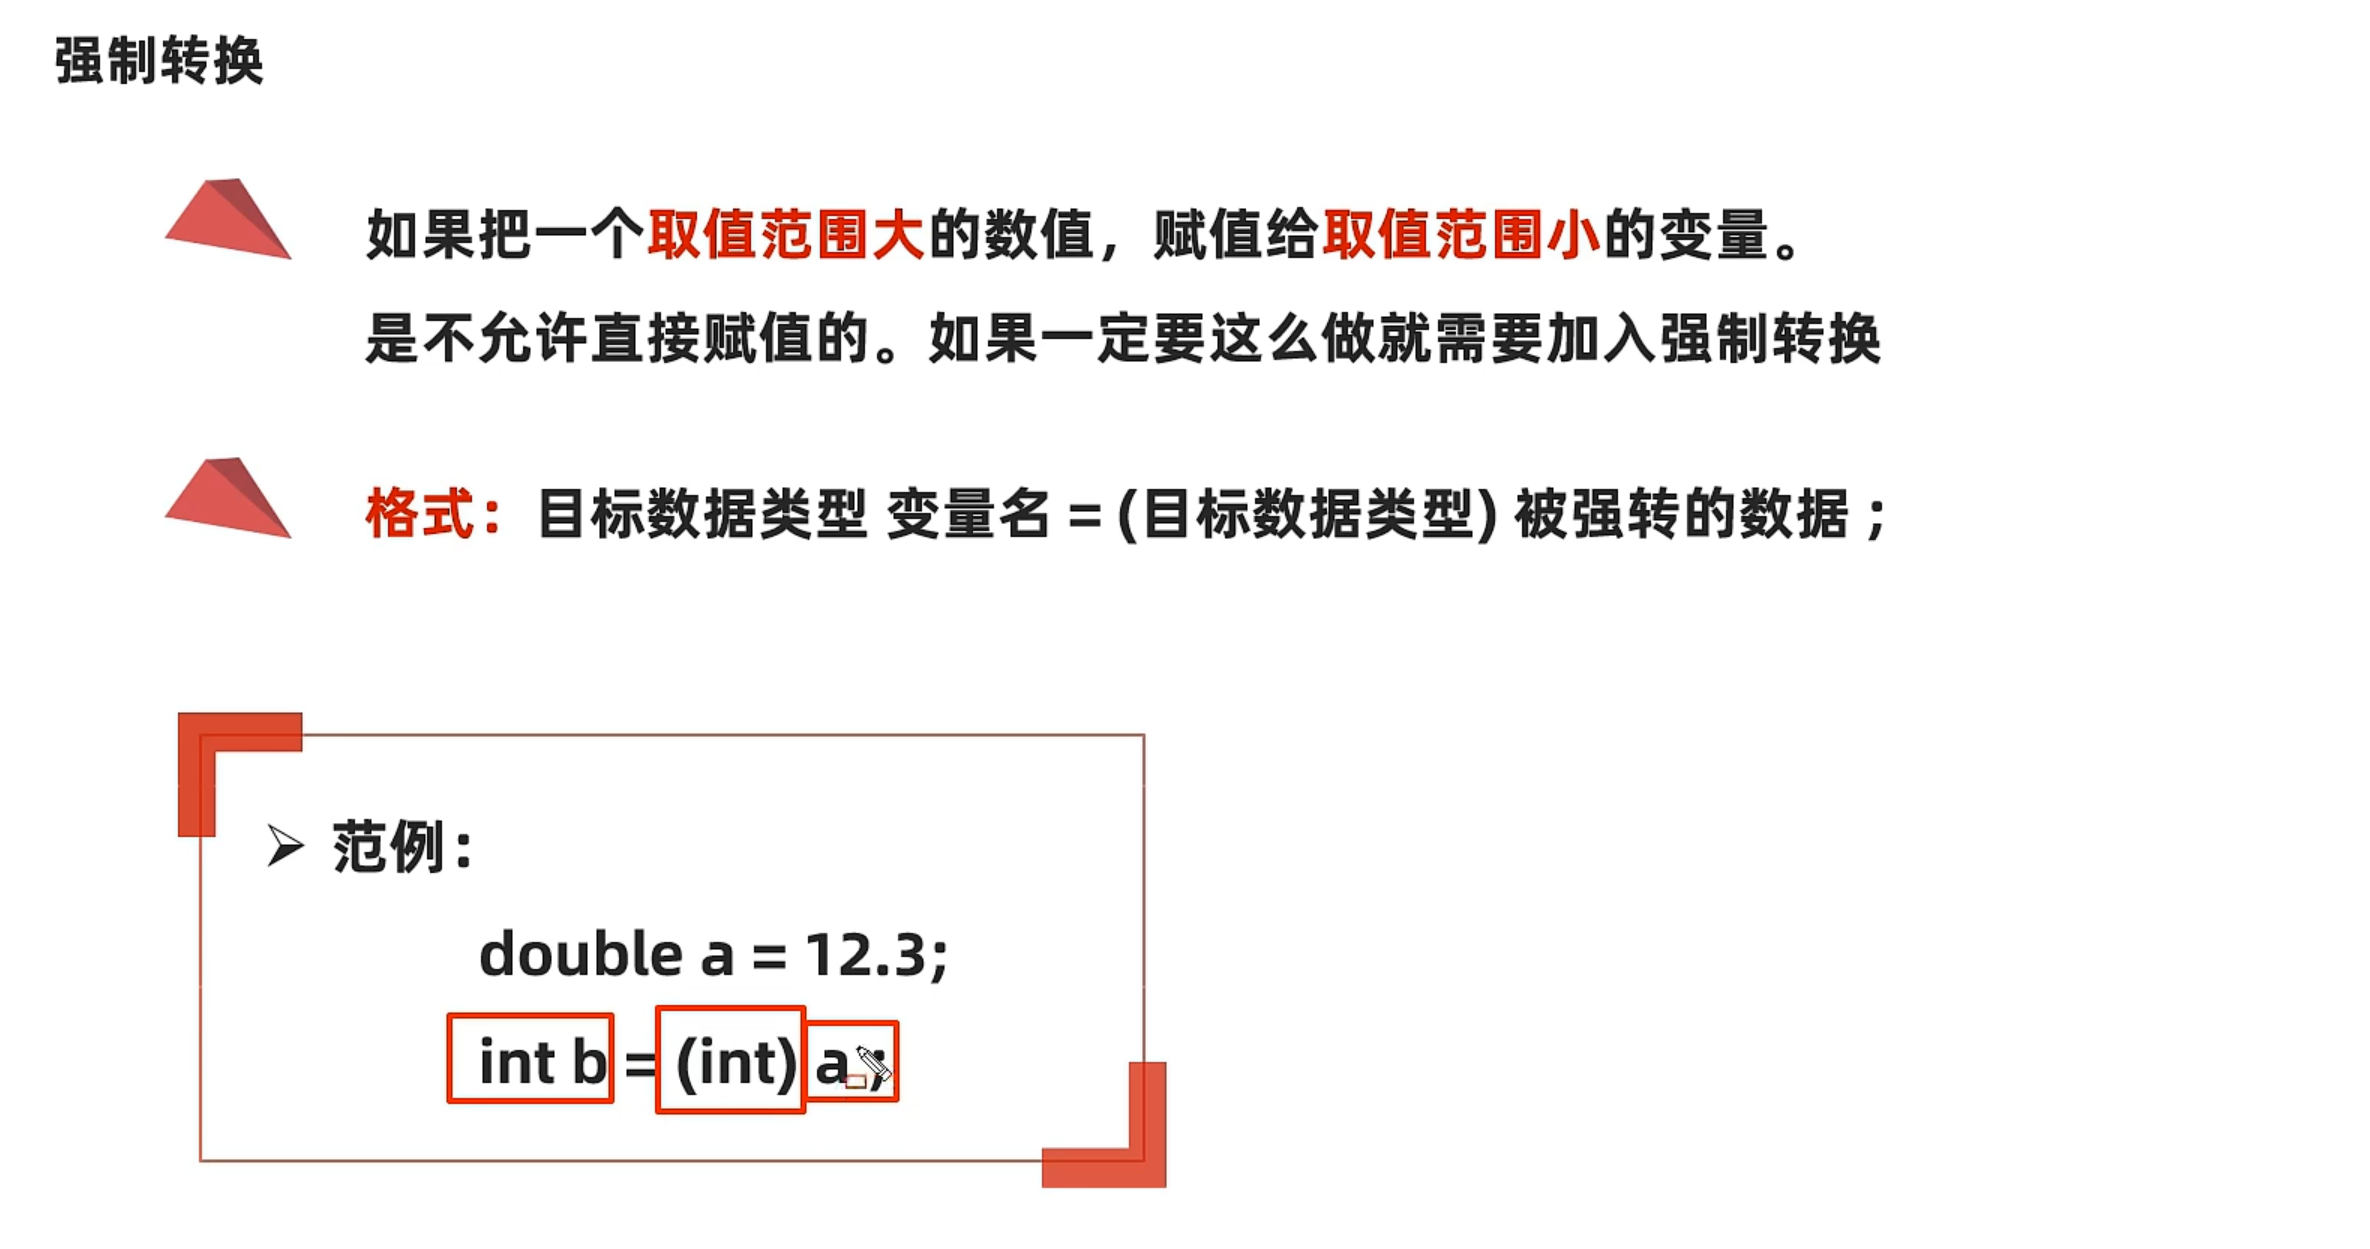 强制转换
如果把一个取值范围大的数值，赋值给取值范围小的变量。
是不允许直接赋值的。如果一定要这么做就需要加入强制转换
格式：目标数据类型 变量名 = (目标数据类型) 被强转的数据 ;
范例：
double a = 12.3;
int b = (int) a ;